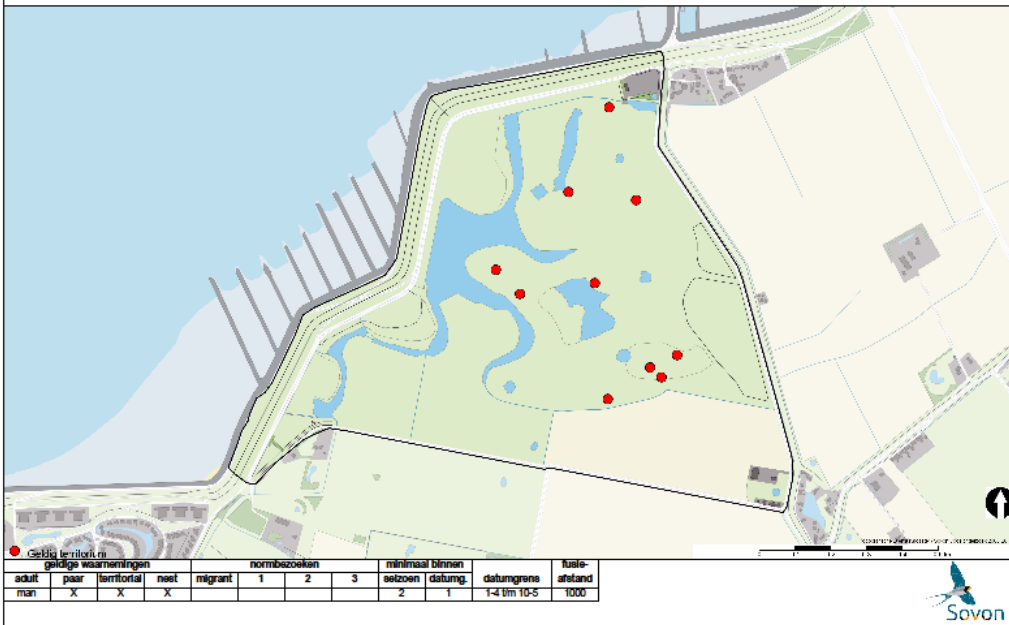 Geldig territorium
geldige waarnemingen normbezoeken minimaal binnen fusie-
adult paar territorial nest migrant 1 2 3 seizoen datumg. datumgrens afstand
man X X X 2 1 1-4 t/m 10-5 1000
Sovon